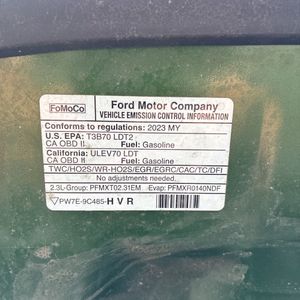 FoMoCo
Ford Motor Company
VEHICLE EMISSION CONTROL INFORMATION
Conforms to regulations: 2023 MY
U.S. EPA: T3B70 LDT2
CA OBD II Fuel: Gasoline
California: ULEV70 LDT
CA OBD II Fuel: Gasoline
TWC/HO2S/WR-HO2S/EGR/EGRC/CAC/TC/DFI
No adjustments needed.
2.3L-Group: PFMXT02.31EM Evap: PFMXR0140NDF
PW7E-9C485-HVR